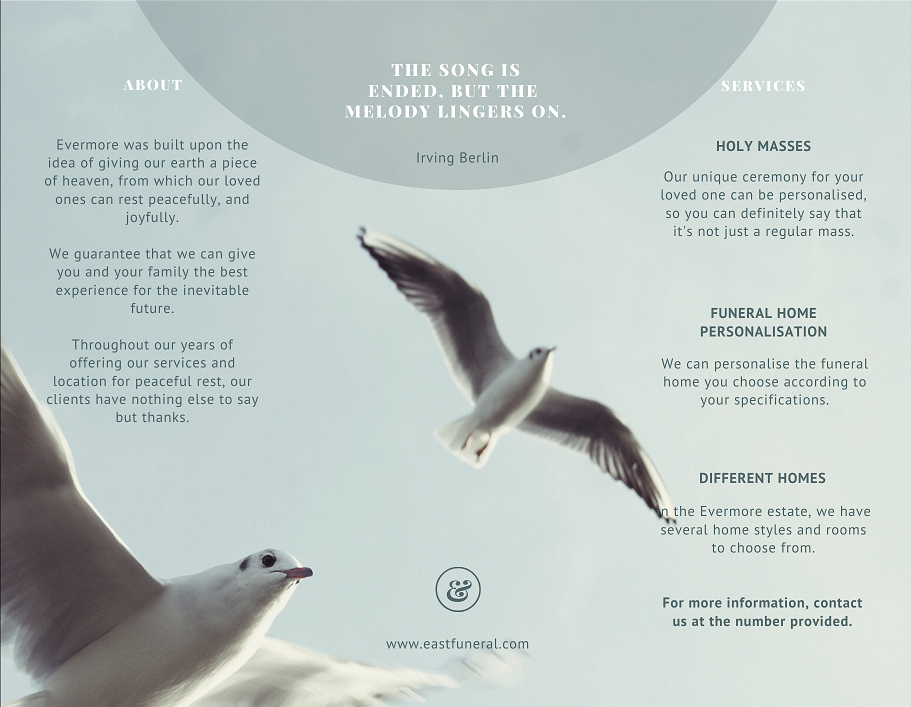 ABOUT
Evermore was built upon the
idea of giving our earth a piece
of heaven, from which our loved
ones can rest peacefully, and
joyfully.
We guarantee that we can give
you and your family the best
experience for the inevitable
future.
Throughout our years of
offering our services and
location for peaceful rest, our
clients have nothing else to say
but thanks.
THE SONG IS
ENDED, BUT THE
MELODY LINGERS ON.
Irving Berlin
&
www.eastfuneral.com
SERVICES
HOLY MASSES
Our unique ceremony for your
loved one can be personalised,
so you can definitely say that
it's not just a regular mass.
FUNERAL HOME
PERSONALISATION
We can personalise the funeral
home you choose according to
your specifications.
DIFFERENT HOMES
In the Evermore estate, we have
several home styles and rooms
to choose from.
For more information, contact
us at the number provided.